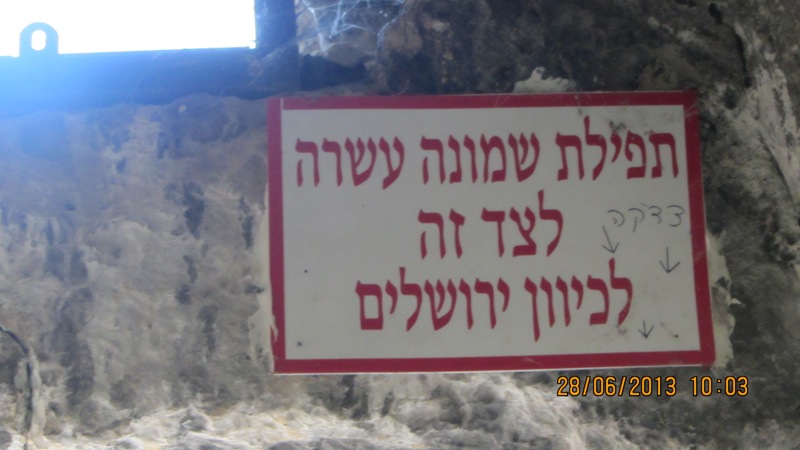 תפילת שמונה עשרה
לצד זה
צדקה
לכיוון ירושלים
28/06/2013 10:03